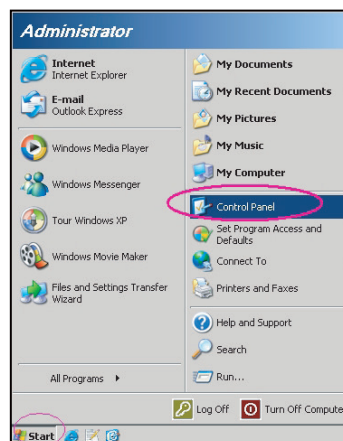 Administrator
Internet
Internet Explorer
E-mail
Outlook Express
Windows Media Player
Windows Messenger
Tour Windows XP
Windows Movie Maker
Files and Settings Transfer
Wizard
All Programs
My Documents
My Recent Documents
My Pictures
My Music
My Computer
Control Panel
Set Program Access and
Defaults
Connect To
Printers and Faxes
Help and Support
Search
Run...
Log Off
Turn Off Compute
Start